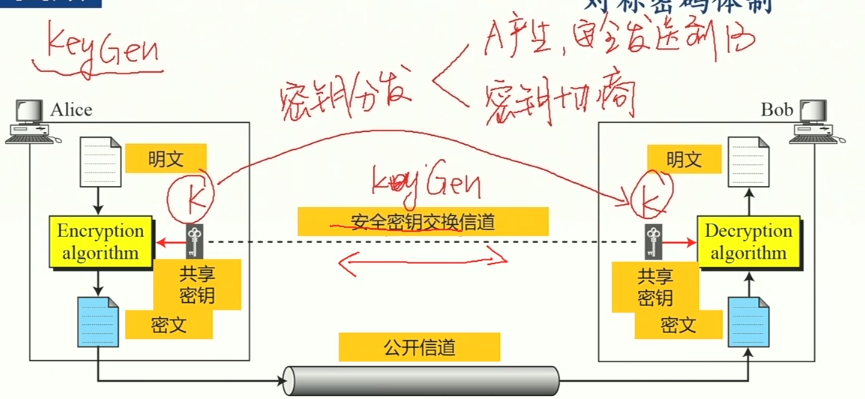 对称密码体制
KeyGen
密钥分发
A产生,安全发送到B
密钥协商
Alice
Bob
明文
明文
K
KeyGen
K
安全密钥交换信道
Encryption
algorithm
Decryption
algorithm
共享
密钥
共享
密钥
密文
密文
公开信道